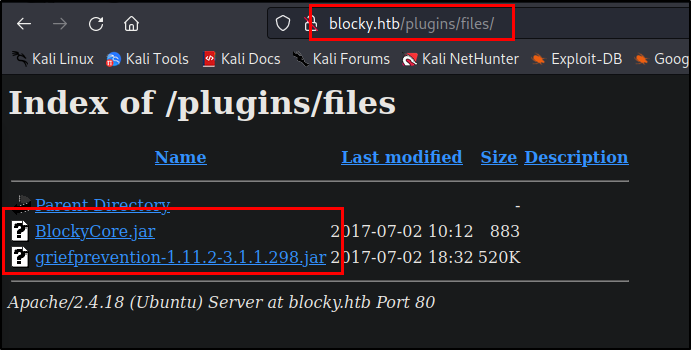 blocky.htb/plugins/files/
Kali Linux Kali Tools Kali Docs Kali Forums Kali NetHunter Exploit-DB Goog
Index of /plugins/files
Name Last modified Size Description
Parent Directory -
BlockyCore.jar 2017-07-02 10:12 883
griefprevention-1.11.2-3.1.1.298.jar 2017-07-02 18:32 520K
Apache/2.4.18 (Ubuntu) Server at blocky.htb Port 80